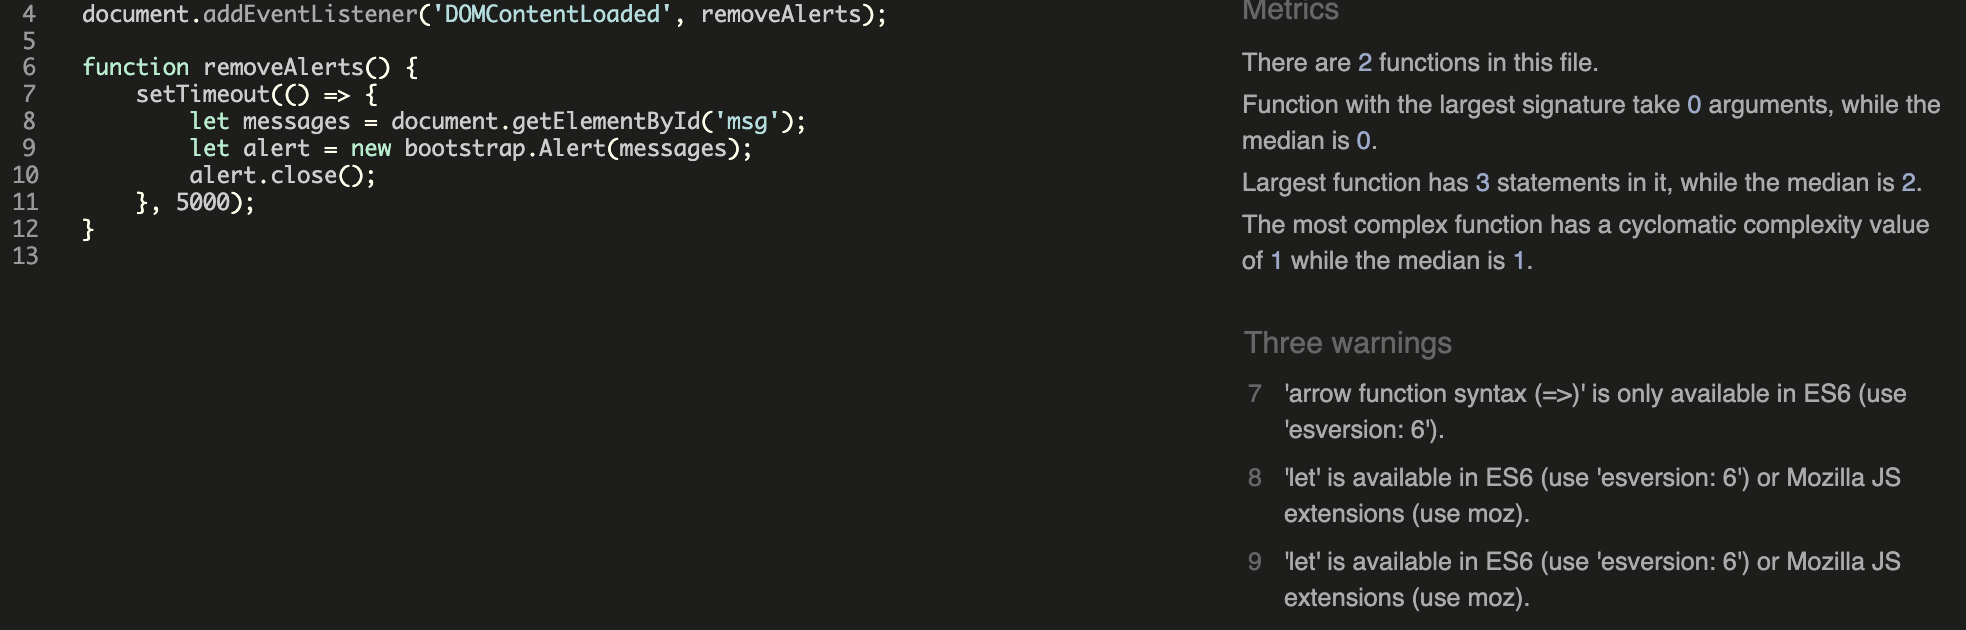 4 document.addEventListener('DOMContentLoaded', removeAlerts);
5
6 function removeAlerts() {
7 setTimeout(() => {
8 let messages = document.getElementById('msg');
9 let alert = new bootstrap.Alert(messages);
10 alert.close();
11 }, 5000);
12 }
13
Metrics
There are 2 functions in this file.
Function with the largest signature take 0 arguments, while the
median is 0.
Largest function has 3 statements in it, while the median is 2.
The most complex function has a cyclomatic complexity value
of 1 while the median is 1.
Three warnings
7 'arrow function syntax (=>)' is only available in ES6 (use
'esversion: 6').
8 'let' is available in ES6 (use 'esversion: 6') or Mozilla JS
extensions (use moz).
9 'let' is available in ES6 (use 'esversion: 6') or Mozilla JS
extensions (use moz).